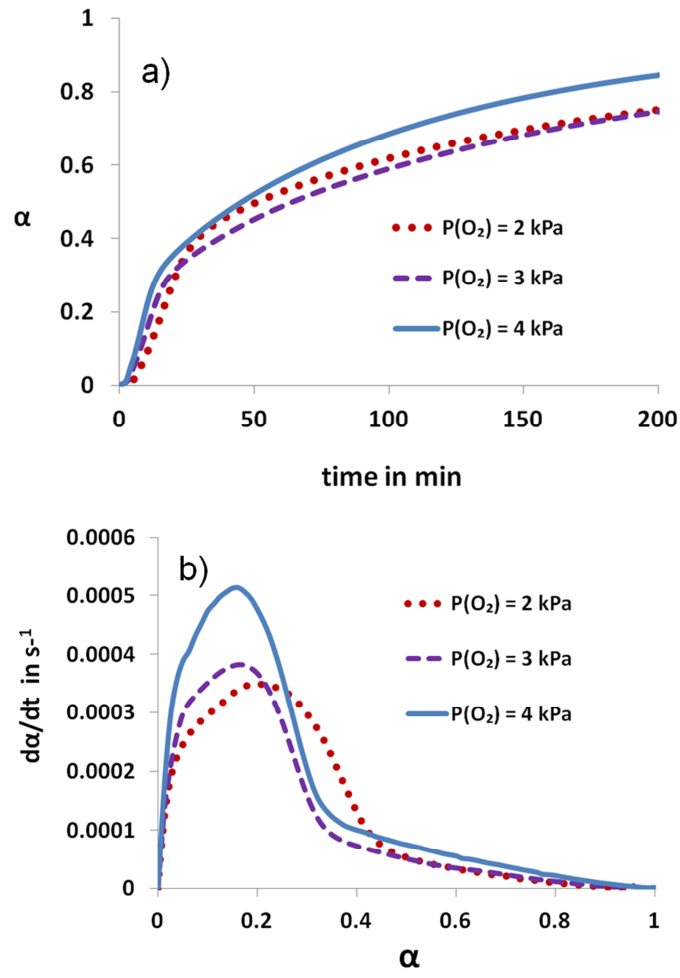 a)
1
0.8
0.6
0.4
0.2
0
α
P(O₂) = 2 kPa
P(O₂) = 3 kPa
P(O₂) = 4 kPa
0 50 100 150 200
time in min
b)
0.0006
0.0005
0.0004
0.0003
0.0002
0.0001
0
dα/dt in s-¹
P(O₂) = 2 kPa
P(O₂) = 3 kPa
P(O₂) = 4 kPa
0 0.2 0.4 0.6 0.8 1
α